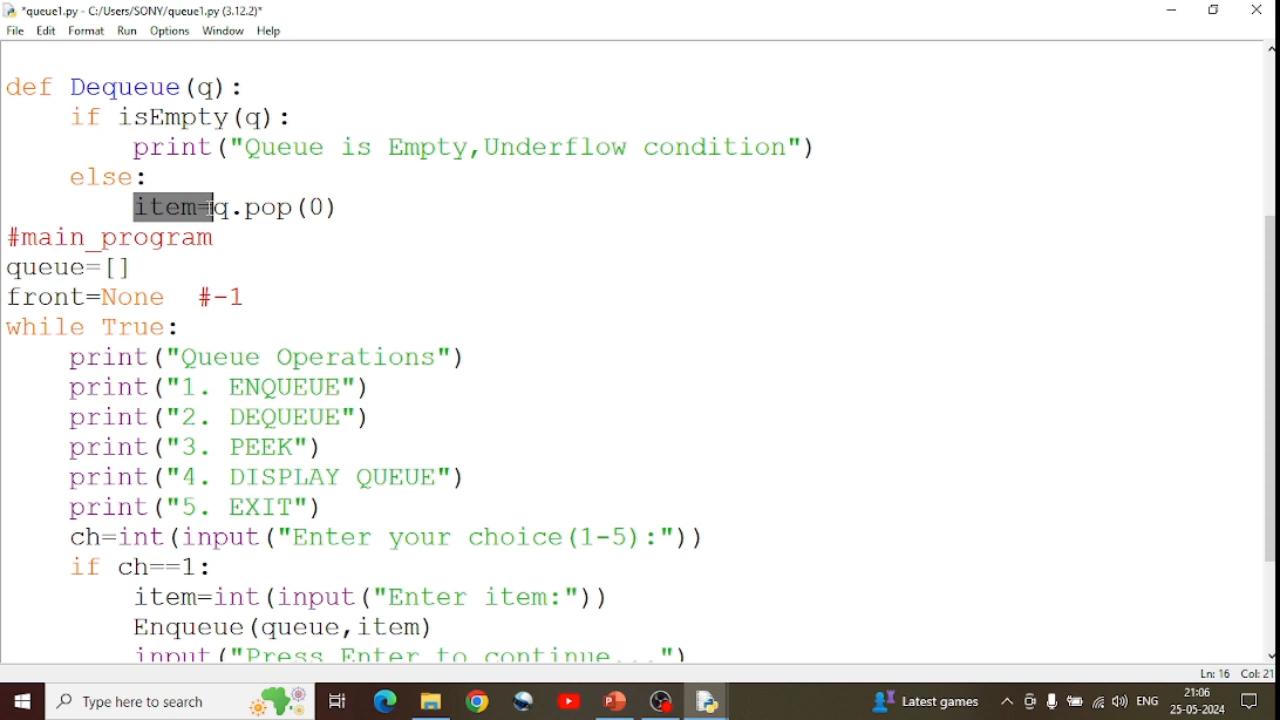 *queue1.py - C:/Users/SONY/queue1.py (3.12.2)*
File Edit Format Run Options Window Help
def Dequeue(q):
    if isEmpty(q):
        print("Queue is Empty,Underflow condition")
    else:
        item=q.pop(0)
#main_program
queue=[]
front=None  #-1
while True:
    print("Queue Operations")
    print("1. ENQUEUE")
    print("2. DEQUEUE")
    print("3. PEEK")
    print("4. DISPLAY QUEUE")
    print("5. EXIT")
    ch=int(input("Enter your choice(1-5):"))
    if ch==1:
        item=int(input("Enter item:"))
        Enqueue(queue,item)
        input("Press Enter to continue...")
Ln: 16 Col: 21
Type here to search
Latest games
ENG
21:06
25-05-2024